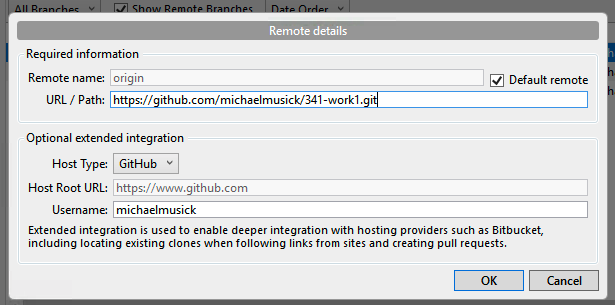 All Branches
Show Remote Branches
Date Order
Remote details
Required information
Remote name: origin
Default remote
URL / Path: https://github.com/michaelmusick/341-work1.git
Optional extended integration
Host Type: GitHub
Host Root URL: https://www.github.com
Username: michaelmusick
Extended integration is used to enable deeper integration with hosting providers such as Bitbucket,
including locating existing clones when following links from sites and creating pull requests.
OK
Cancel